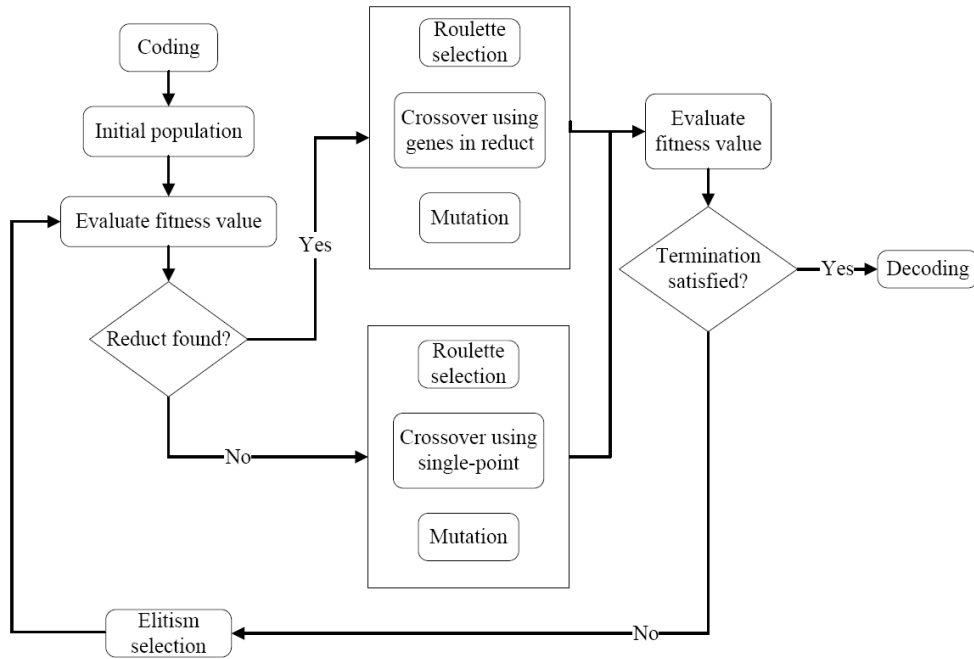 Coding
Initial population
Evaluate fitness value
Reduct found?
Yes
No
Roulette
selection
Crossover using
genes in reduct
Mutation
Roulette
selection
Crossover using
single-point
Mutation
Evaluate
fitness value
Termination
satisfied?
Yes
Decoding
No
Elitism
selection